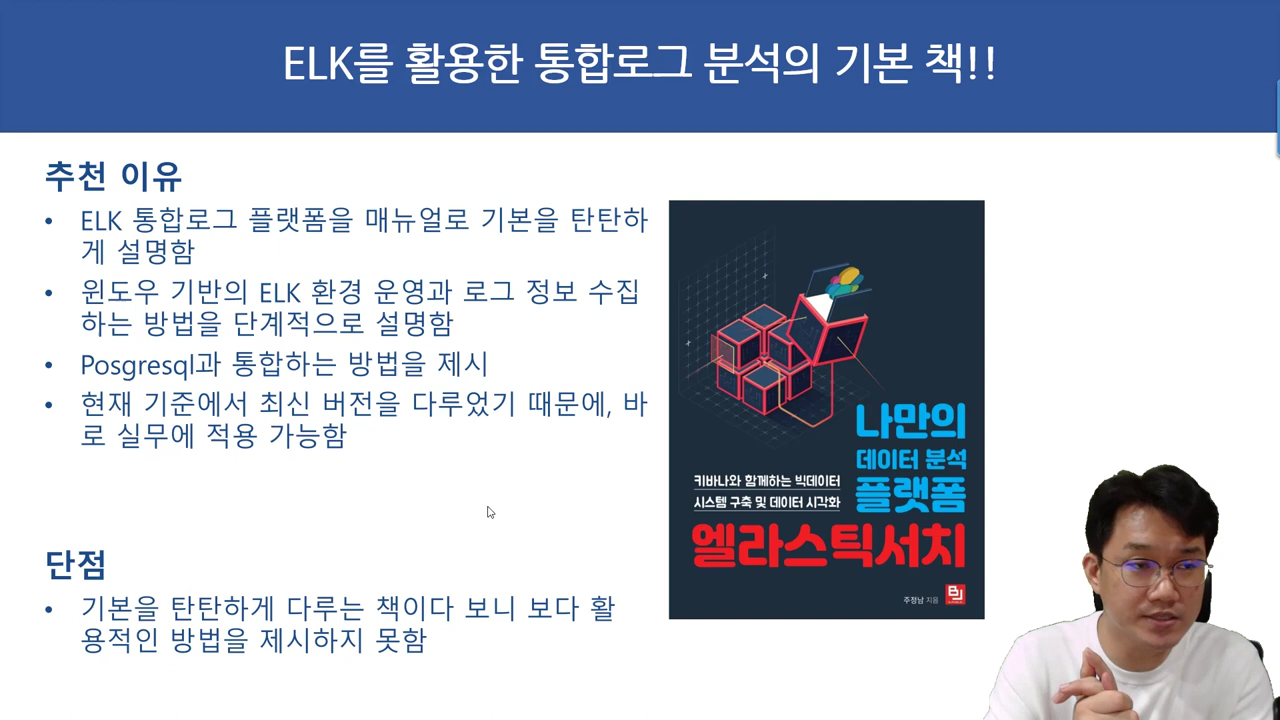 ELK를 활용한 통합로그 분석의 기본 책!!
추천 이유
• ELK 통합로그 플랫폼을 매뉴얼로 기본을 탄탄하
게 설명함
• 윈도우 기반의 ELK 환경 운영과 로그 정보 수집
하는 방법을 단계적으로 설명함
• Posgresql과 통합하는 방법을 제시
• 현재 기준에서 최신 버전을 다루었기 때문에, 바
로 실무에 적용 가능함
단점
• 기본을 탄탄하게 다루는 책이다 보니 보다 활
용적인 방법을 제시하지 못함
나만의
데이터 분석
플랫폼
키바나와 함께하는 빅데이터
시스템 구축 및 데이터 시각화
엘라스틱서치
주정남 지음
BJ